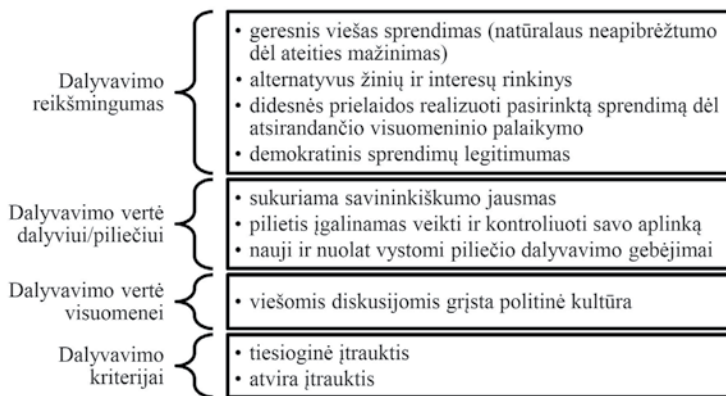 Dalyvavimo
reikšmingumas
• geresnis viešas sprendimas (natūralaus neapibrėžtumo
dėl ateities mažinimas)
• alternatyvus žinių ir interesų rinkinys
• didesnės prielaidos realizuoti pasirinktą sprendimą dėl
atsirandančio visuomeninio palaikymo
• demokratinis sprendimų legitimumas
Dalyvavimo vertė
dalyviui/piliečiui
• sukuriama savininkiškumo jausmas
• pilietis įgalinamas veikti ir kontroliuoti savo aplinką
• nauji ir nuolat vystomi piliečio dalyvavimo gebėjimai
Dalyvavimo vertė
visuomenei
• viešomis diskusijomis grįsta politinė kultūra
Dalyvavimo
kriterijai
• tiesioginė įtrauktis
• atvira įtrauktis